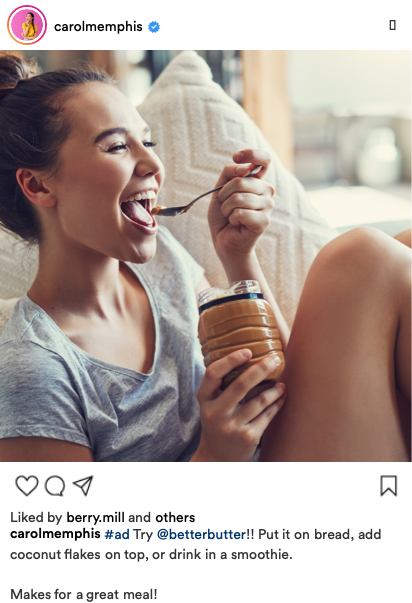 carolmemphis
Liked by berry.mill and others
carolmemphis #ad Try @betterbutter!! Put it on bread, add
coconut flakes on top, or drink in a smoothie.
Makes for a great meal!